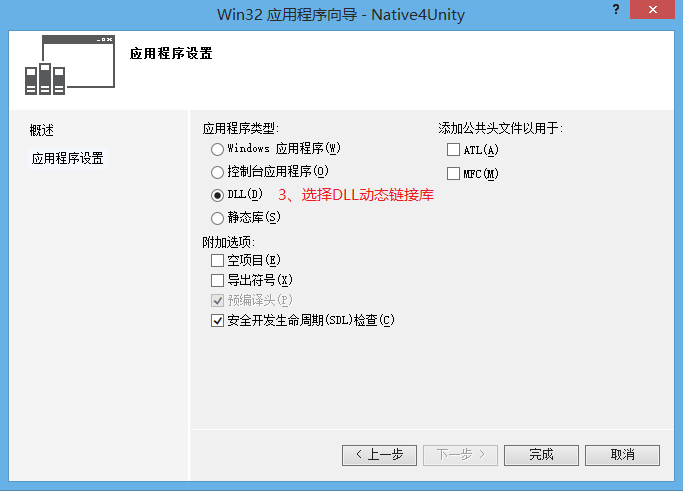 Win32 应用程序向导 - Native4Unity
?
应用程序设置
概述
应用程序设置
应用程序类型:
Windows 应用程序(W)
控制台应用程序(O)
DLL(D) 3、选择DLL动态链接库
静态库(S)
附加选项:
空项目(E)
导出符号(X)
预编译头(P)
安全开发生命周期(SDL)检查(C)
添加公共头文件以用于:
ATL(A)
MFC(M)
< 上一步
下一步 >
完成
取消